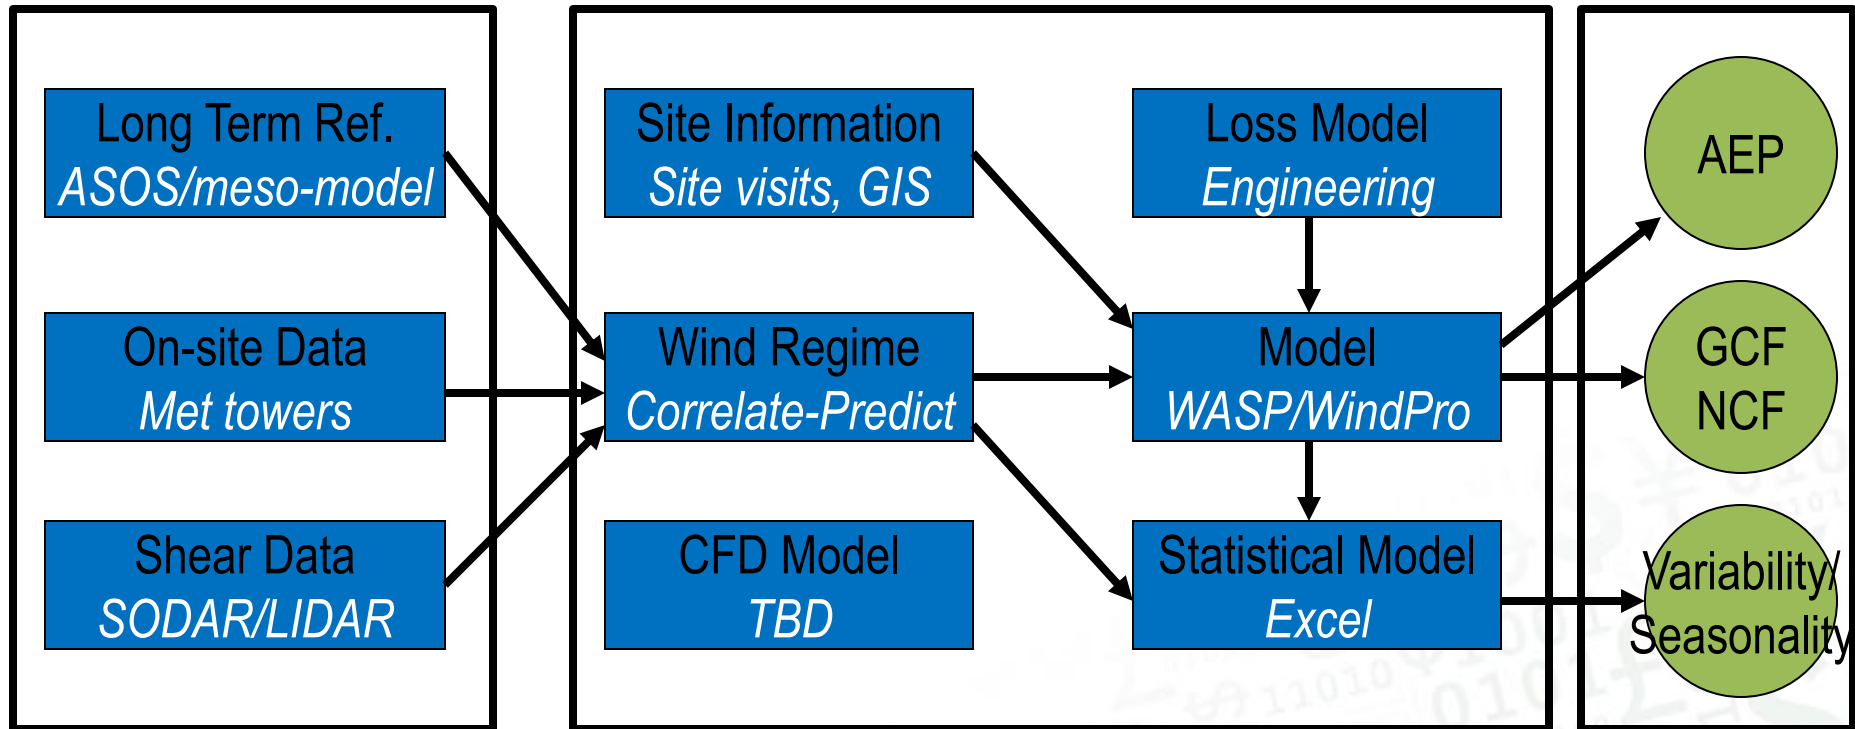 Long Term Ref.
ASOS/meso-model
On-site Data
Met towers
Shear Data
SODAR/LIDAR
Site Information
Site visits, GIS
Wind Regime
Correlate-Predict
CFD Model
TBD
Loss Model
Engineering
Model
WASP/WindPro
Statistical Model
Excel
AEP
GCF
NCF
Variability/
Seasonality